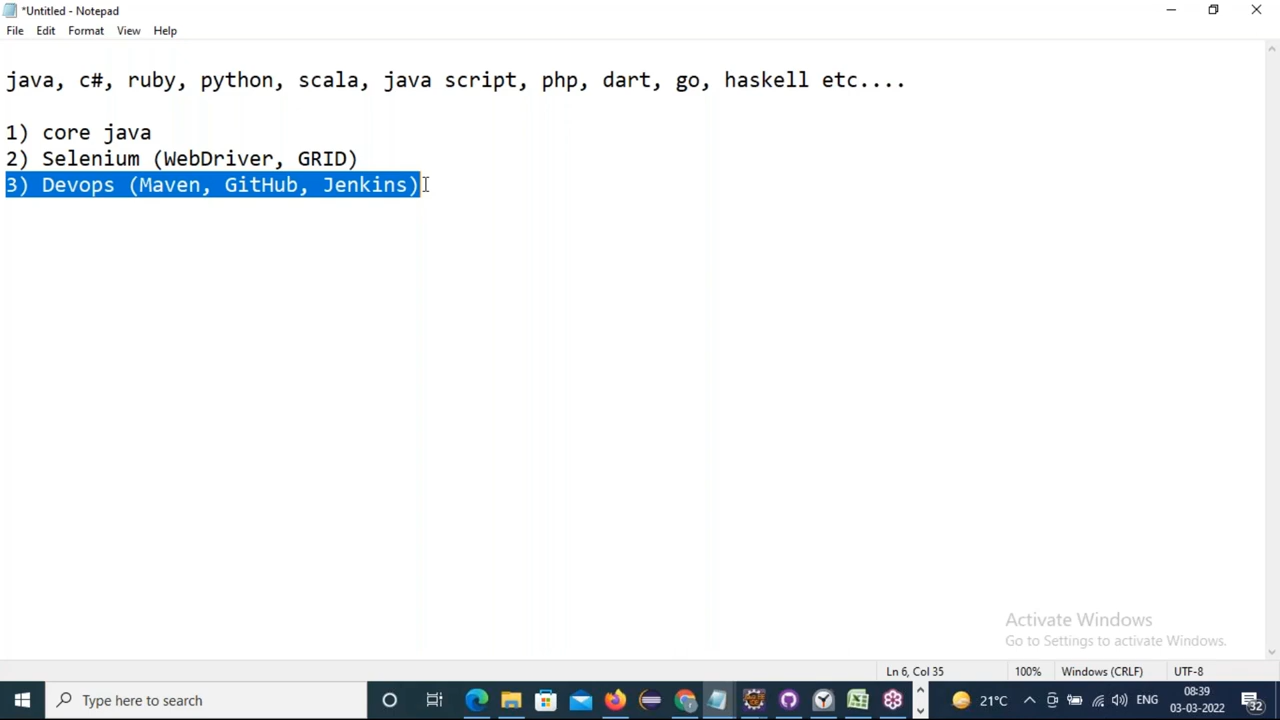 *Untitled - Notepad
File Edit Format View Help
java, c#, ruby, python, scala, java script, php, dart, go, haskell etc....
1) core java
2) Selenium (WebDriver, GRID)
3) Devops (Maven, GitHub, Jenkins)
Activate Windows
Go to Settings to activate Windows.
Ln 6, Col 35 100% Windows (CRLF) UTF-8
Type here to search 21°C ENG 08:39
03-03-2022 32